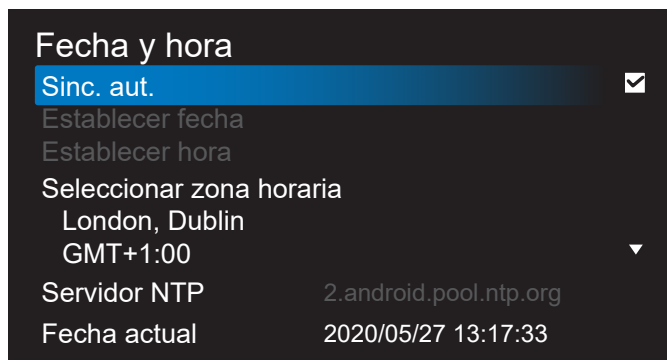 Fecha y hora
Sinc. aut.
Establecer fecha
Establecer hora
Seleccionar zona horaria
London, Dublin
GMT+1:00
Servidor NTP 2.android.pool.ntp.org
Fecha actual 2020/05/27 13:17:33